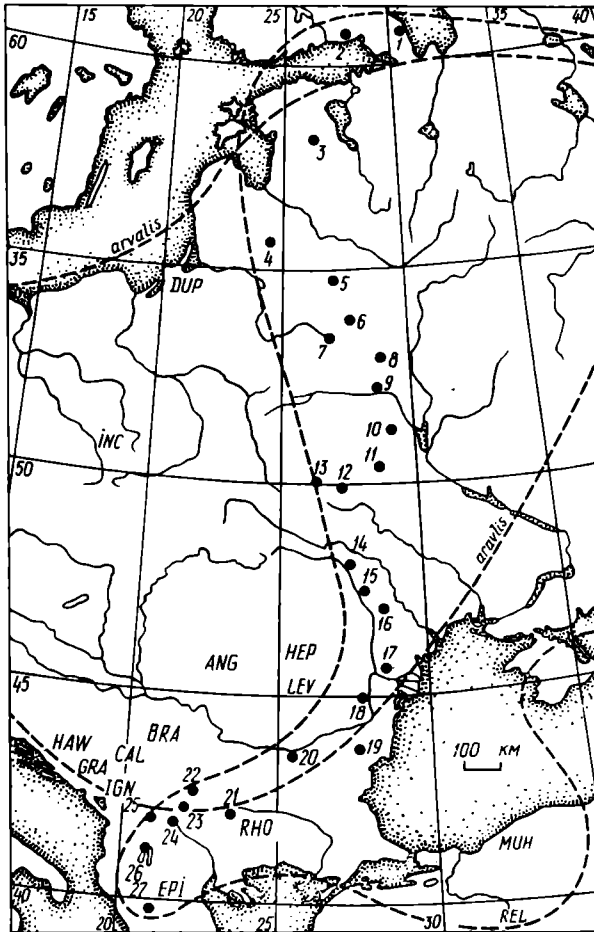 15 20 25 30 35 40
60
1
2
3
arvalis
4
35
DUP
5
6
7
8
9
İNC
10
11
50
13 12
aravlis
14
15
16
ANG HEP
LEV
17
45
18
BRA
HAW CAL
GRA
IGN
20 19
100 KM
22
25 23 21
24 RHO
26
MUH
27 EPİ
40
20 25 30
REL